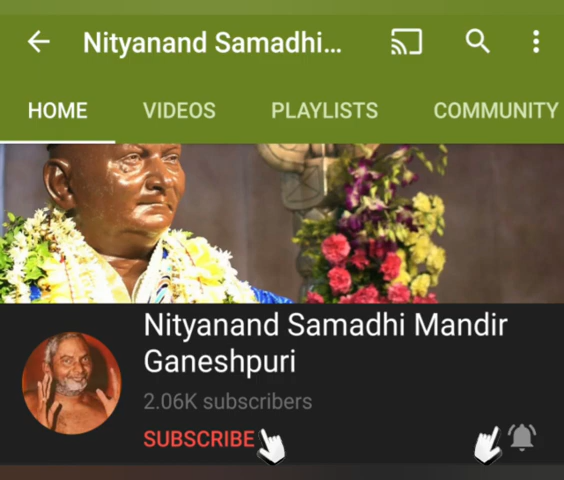 Nityanand Samadhi...
HOME VIDEOS PLAYLISTS COMMUNITY
Nityanand Samadhi Mandir
Ganeshpuri
2.06K subscribers
SUBSCRIBE